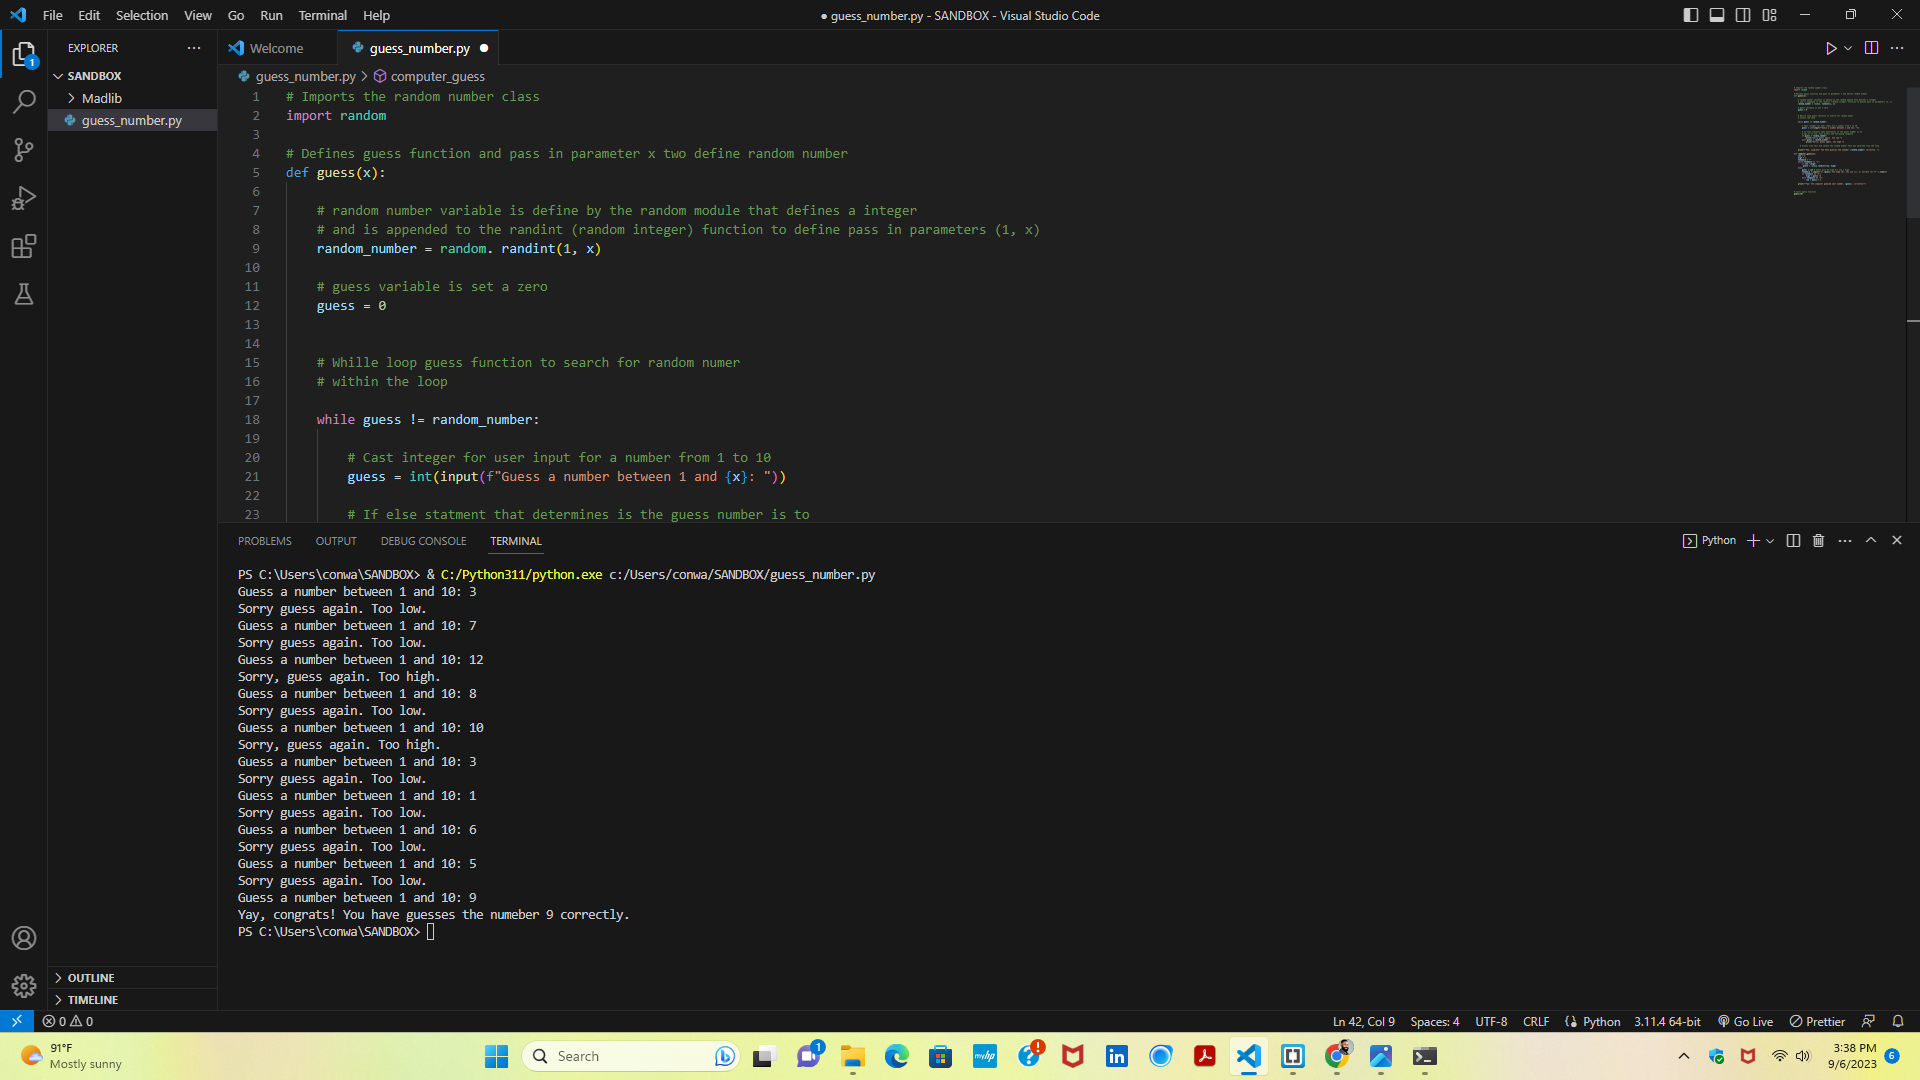 File Edit Selection View Go Run Terminal Help
● guess_number.py - SANDBOX - Visual Studio Code
EXPLORER
Welcome
guess_number.py
SANDBOX
Madlib
guess_number.py
guess_number.py > computer_guess
1 # Imports the random number class
2 import random
3
4 # Defines guess function and pass in parameter x two define random number
5 def guess(x):
6
7 # random number variable is define by the random module that defines a integer
8 # and is appended to the randint (random integer) function to define pass in parameters (1, x)
9 random_number = random. randint(1, x)
10
11 # guess variable is set a zero
12 guess = 0
13
14
15 # Whille loop guess function to search for random numer
16 # within the loop
17
18 while guess != random_number:
19
20 # Cast integer for user input for a number from 1 to 10
21 guess = int(input(f"Guess a number between 1 and {x}: "))
22
23 # If else statment that determines is the guess number is to
PROBLEMS OUTPUT DEBUG CONSOLE TERMINAL
Python
PS C:\Users\conwa\SANDBOX> & C:/Python311/python.exe c:/Users/conwa/SANDBOX/guess_number.py
Guess a number between 1 and 10: 3
Sorry guess again. Too low.
Guess a number between 1 and 10: 7
Sorry guess again. Too low.
Guess a number between 1 and 10: 12
Sorry, guess again. Too high.
Guess a number between 1 and 10: 8
Sorry guess again. Too low.
Guess a number between 1 and 10: 10
Sorry, guess again. Too high.
Guess a number between 1 and 10: 3
Sorry guess again. Too low.
Guess a number between 1 and 10: 1
Sorry guess again. Too low.
Guess a number between 1 and 10: 6
Sorry guess again. Too low.
Guess a number between 1 and 10: 5
Sorry guess again. Too low.
Guess a number between 1 and 10: 9
Yay, congrats! You have guesses the numeber 9 correctly.
PS C:\Users\conwa\SANDBOX>
OUTLINE
TIMELINE
0 0
Ln 42, Col 9 Spaces: 4 UTF-8 CRLF Python 3.11.4 64-bit Go Live Prettier
91°F
Mostly sunny
Search
3:38 PM
9/6/2023